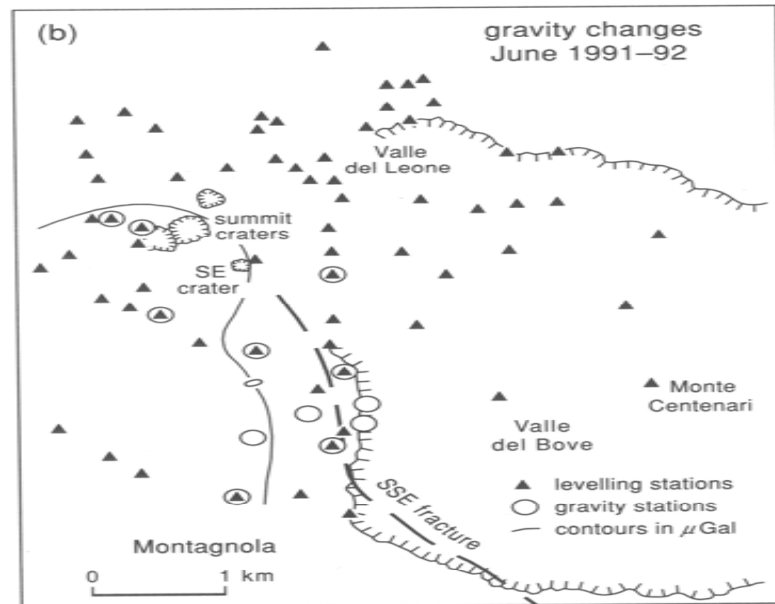 (b)
gravity changes
June 1991–92
Valle
del Leone
summit
craters
SE
crater
Monte
Centenari
Valle
del Bove
levelling stations
gravity stations
contours in μGal
SSE fracture
Montagnola
0 1 km